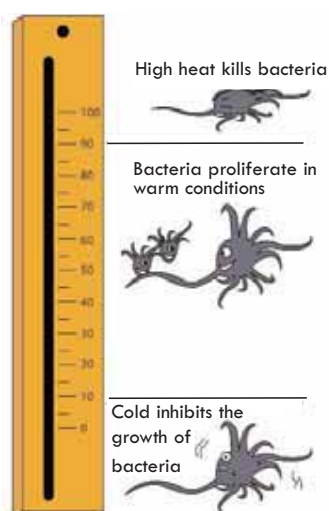 High heat kills bacteria
100
90
Bacteria proliferate in
warm conditions
80
70
60
50
40
30
20
10
Cold inhibits the
growth of
bacteria
0